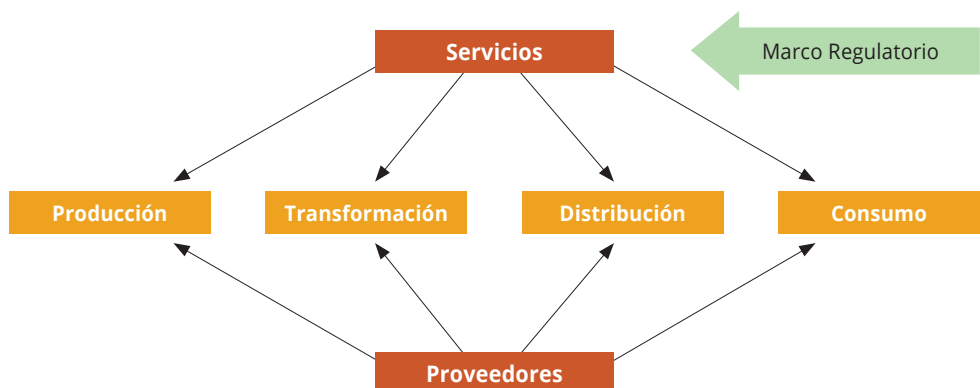 Servicios
Marco Regulatorio
Producción
Transformación
Distribución
Consumo
Proveedores